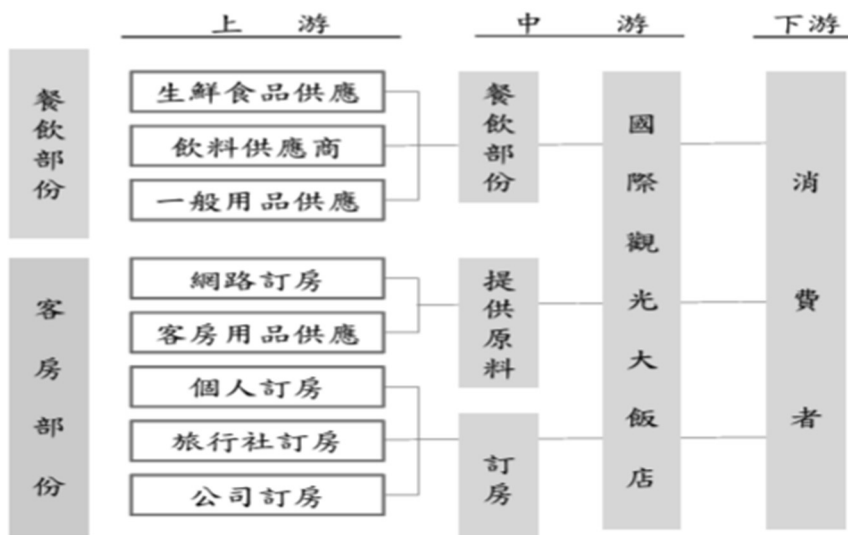 上游
中游
下游
餐飲部份
生鮮食品供應
飲料供應商
一般用品供應
餐飲部份
國際觀光大飯店
消費者
客房部份
網路訂房
客房用品供應
個人訂房
旅行社訂房
公司訂房
提供原料
訂房